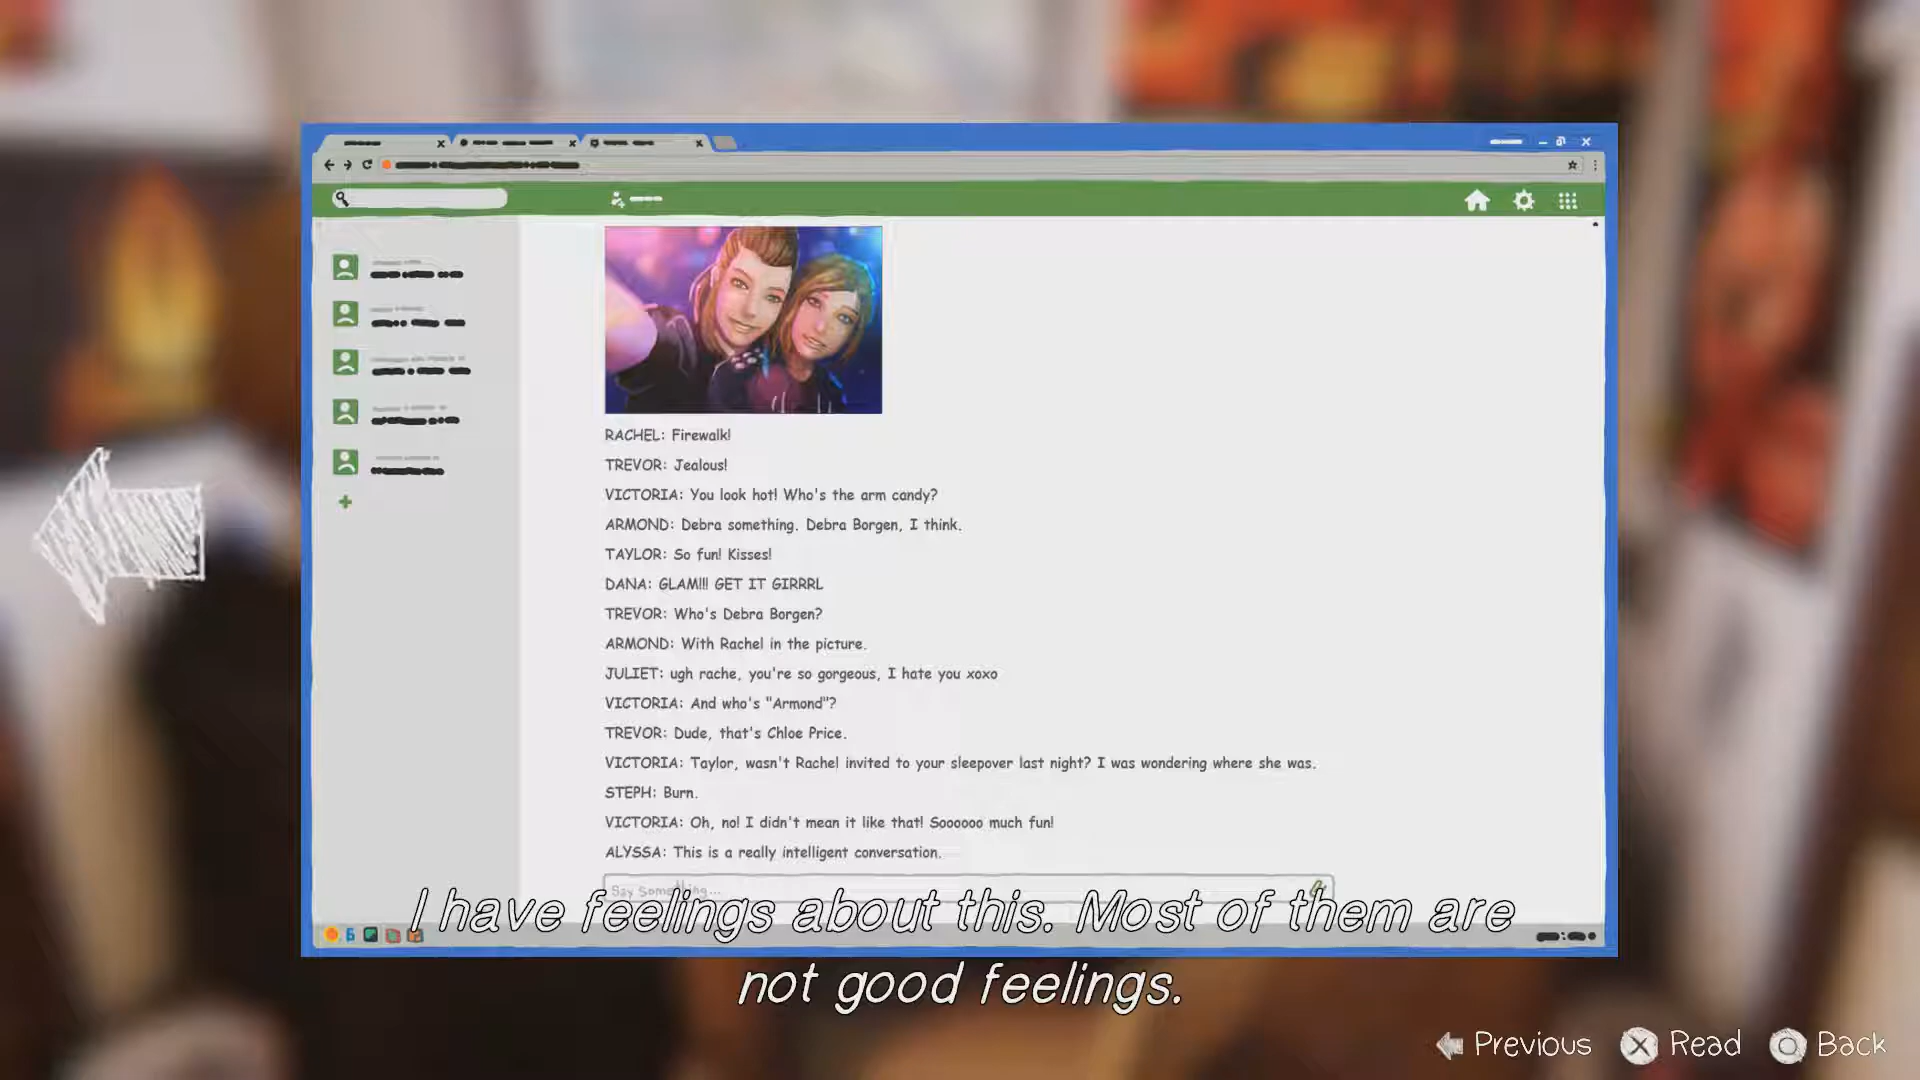 RACHEL: Firewalk!
TREVOR: Jealous!
VICTORIA: You look hot! Who's the arm candy?
ARMOND: Debra something. Debra Borgen, I think.
TAYLOR: So fun! Kisses!
DANA: GLAM!!! GET IT GIRRRL
TREVOR: Who's Debra Borgen?
ARMOND: With Rachel in the picture.
JULIET: ugh rache, you're so gorgeous, I hate you xoxo
VICTORIA: And who's "Armond"?
TREVOR: Dude, that's Chloe Price.
VICTORIA: Taylor, wasn't Rachel invited to your sleepover last night? I was wondering where she was.
STEPH: Burn.
VICTORIA: Oh, no! I didn't mean it like that! Soooooo much fun!
ALYSSA: This is a really intelligent conversation.
Say Something...
I have feelings about this. Most of them are
not good feelings.
Previous Read Back